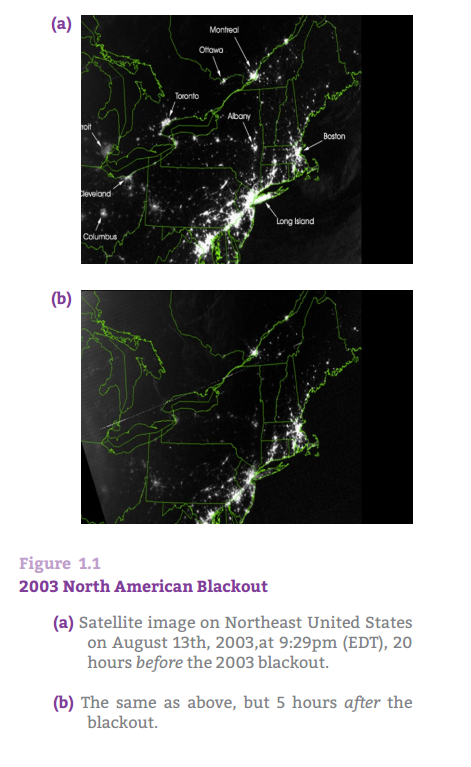 (a)
Montreal
Ottawa
Toronto
Albany
roit
Boston
Cleveland
Long Island
Columbus
(b)
Figure 1.1
2003 North American Blackout
(a) Satellite image on Northeast United States
on August 13th, 2003,at 9:29pm (EDT), 20
hours before the 2003 blackout.
(b) The same as above, but 5 hours after the
blackout.